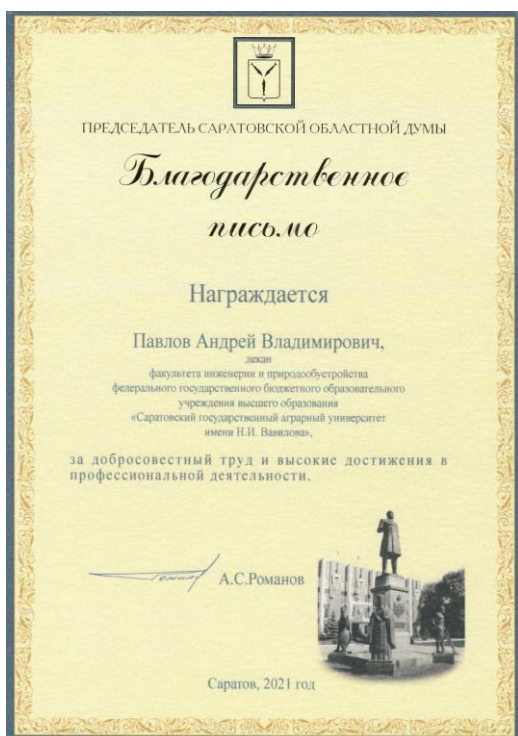 ПРЕДСЕДАТЕЛЬ САРАТОВСКОЙ ОБЛАСТНОЙ ДУМЫ
Благодарственное
письмо
Награждается
Павлов Андрей Владимирович,
декан
факультета инженерии и природообустройства
федерального государственного бюджетного образовательного
учреждения высшего образования
«Саратовский государственный аграрный университет
имени Н.И. Вавилова»,
за добросовестный труд и высокие достижения в
профессиональной деятельности.
А.С.Романов
Саратов, 2021 год